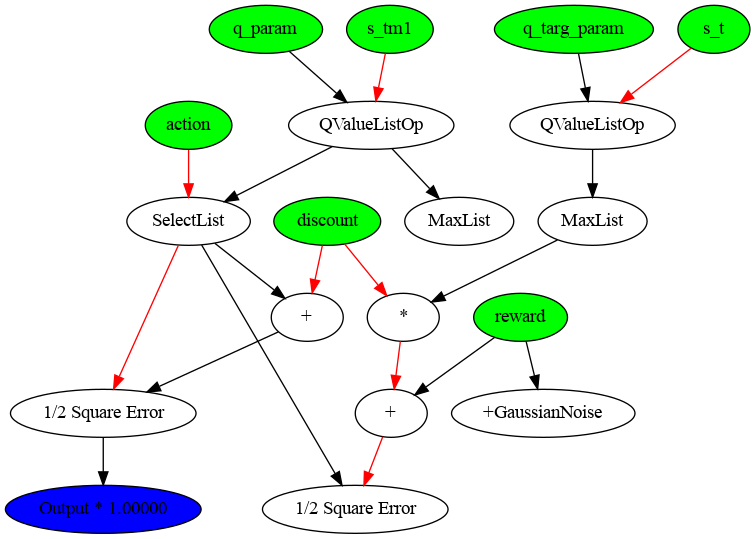 q_param
s_tm1
q_targ_param
s_t
action
QValueListOp
QValueListOp
SelectList
discount
MaxList
MaxList
+
*
reward
1/2 Square Error
+
+GaussianNoise
Output * 1.00000
1/2 Square Error